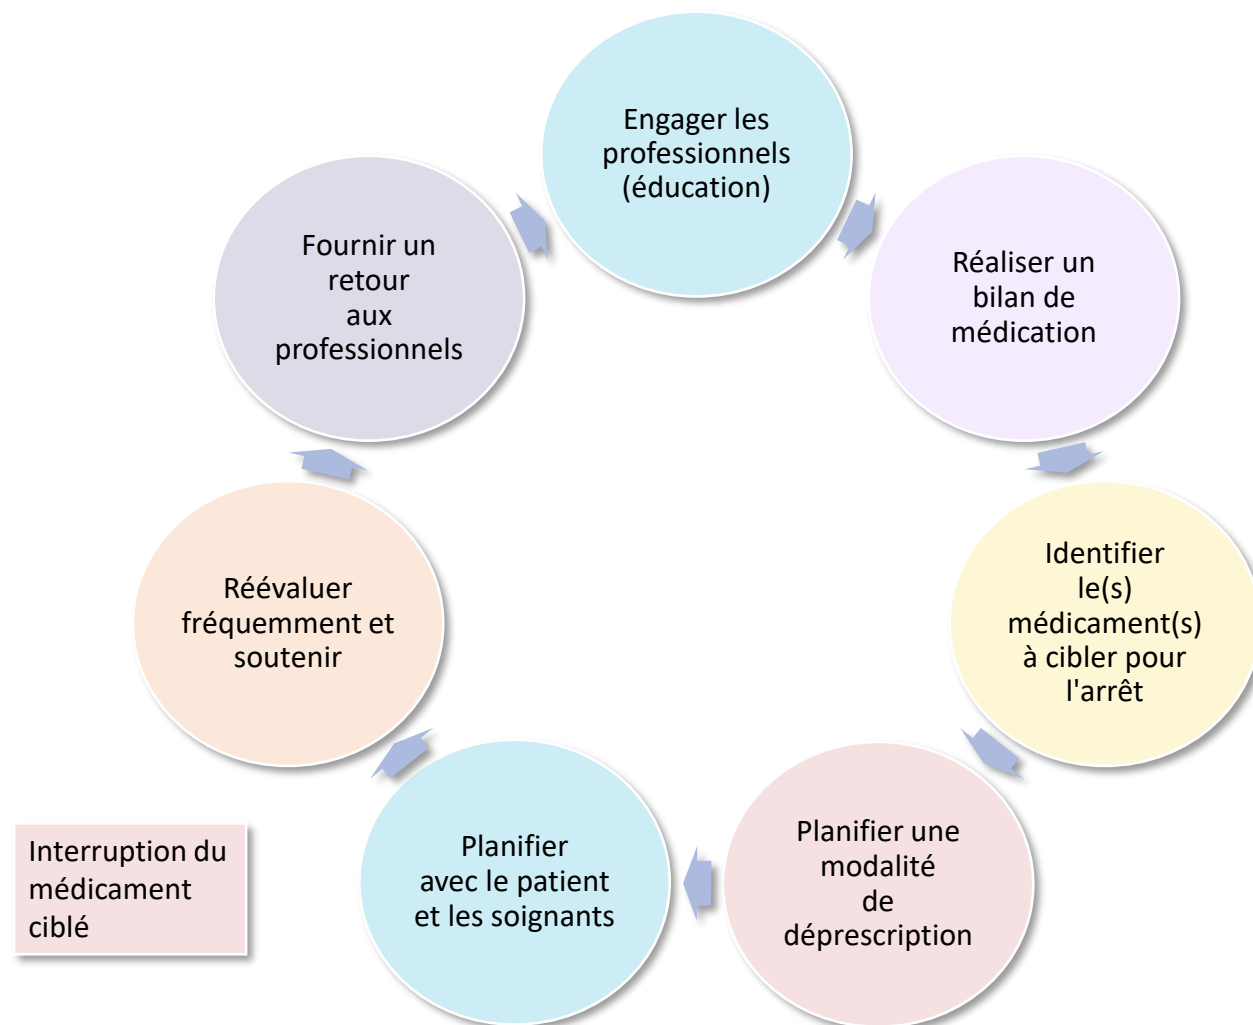 Engager les
professionnels
(éducation)
Réaliser un
bilan de
médication
Identifier
le(s)
médicament(s)
à cibler pour
l'arrêt
Planifier une
modalité
de
déprescription
Planifier
avec le patient
et les soignants
Interruption du
médicament
ciblé
Réévaluer
fréquemment et
soutenir
Fournir un
retour
aux
professionnels